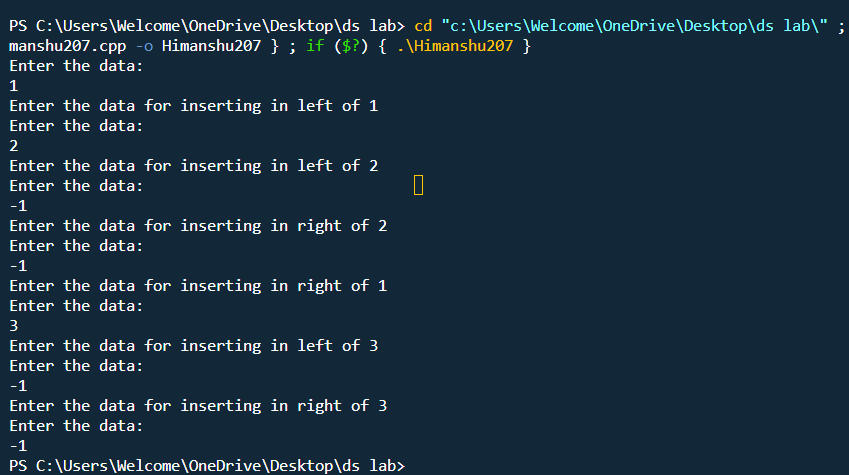 PS C:\Users\Welcome\OneDrive\Desktop\ds lab> cd "c:\Users\Welcome\OneDrive\Desktop\ds lab\" ;
manshu207.cpp -o Himanshu207 } ; if ($?) { .\Himanshu207 }
Enter the data:
1
Enter the data for inserting in left of 1
Enter the data:
2
Enter the data for inserting in left of 2
Enter the data:
-1
Enter the data for inserting in right of 2
Enter the data:
-1
Enter the data for inserting in right of 1
Enter the data:
3
Enter the data for inserting in left of 3
Enter the data:
-1
Enter the data for inserting in right of 3
Enter the data:
-1
PS C:\Users\Welcome\OneDrive\Desktop\ds lab>